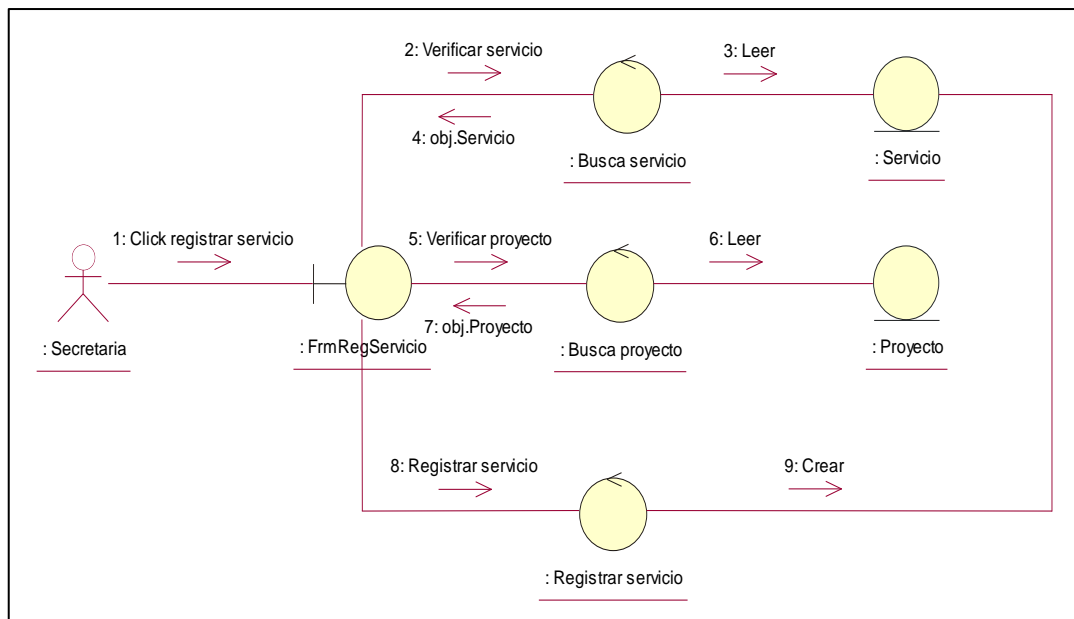 2: Verificar servicio
3: Leer
4: obj.Servicio
: Busca servicio
: Servicio
1: Click registrar servicio
5: Verificar proyecto
6: Leer
7: obj.Proyecto
: Secretaria
: FrmRegServicio
: Busca proyecto
: Proyecto
8: Registrar servicio
9: Crear
: Registrar servicio